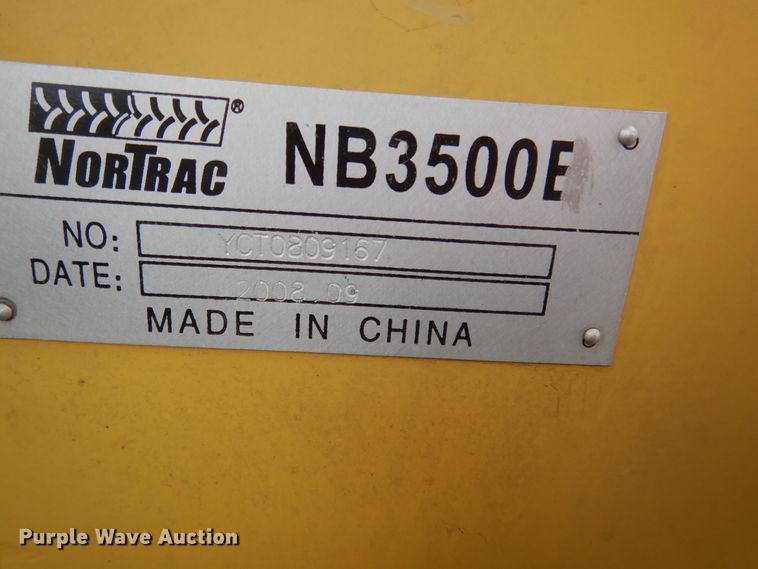 NORTRAC® NB3500E
NO: YCT0809167
DATE: 2008.09
MADE IN CHINA
Purple Wave Auction